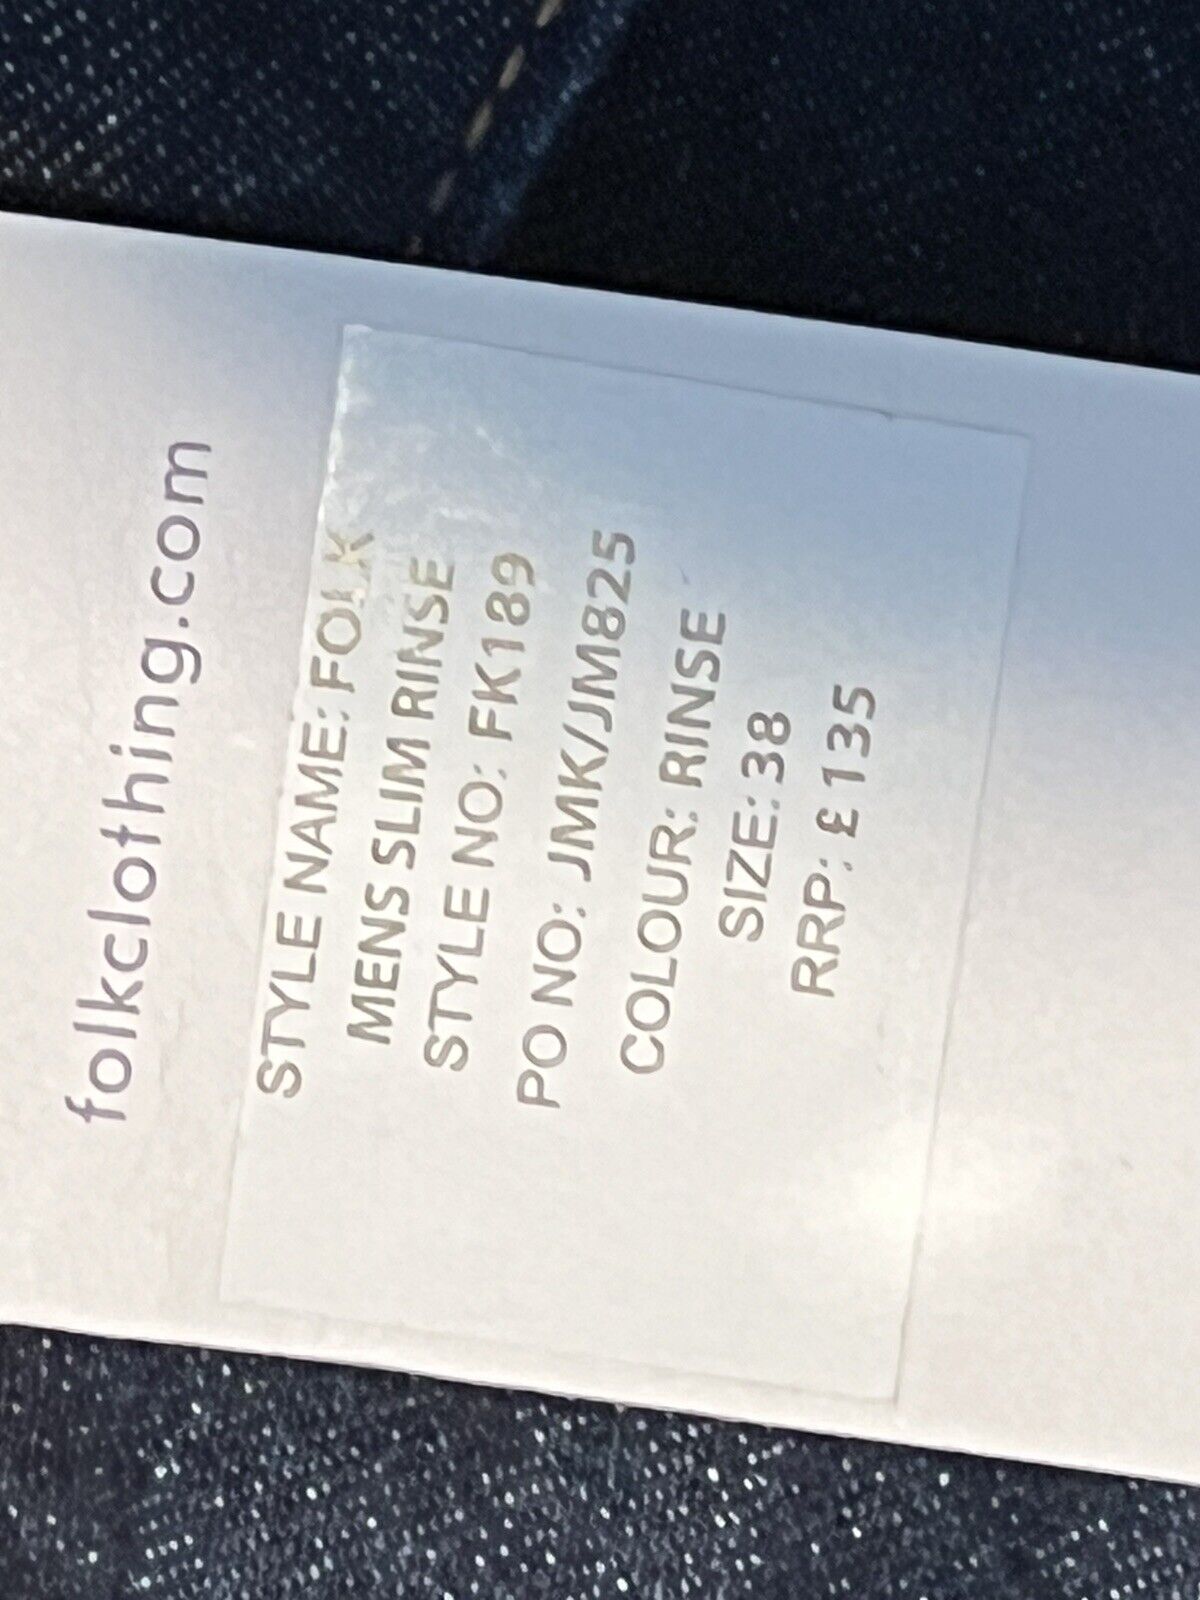 folkclothing.com
STYLE NAME: FOLK
MENS SLIM RINSE
STYLE NO: FK189
PO NO: JMK/JM825
COLOUR: RINSE
SIZE: 38
RRP: £135